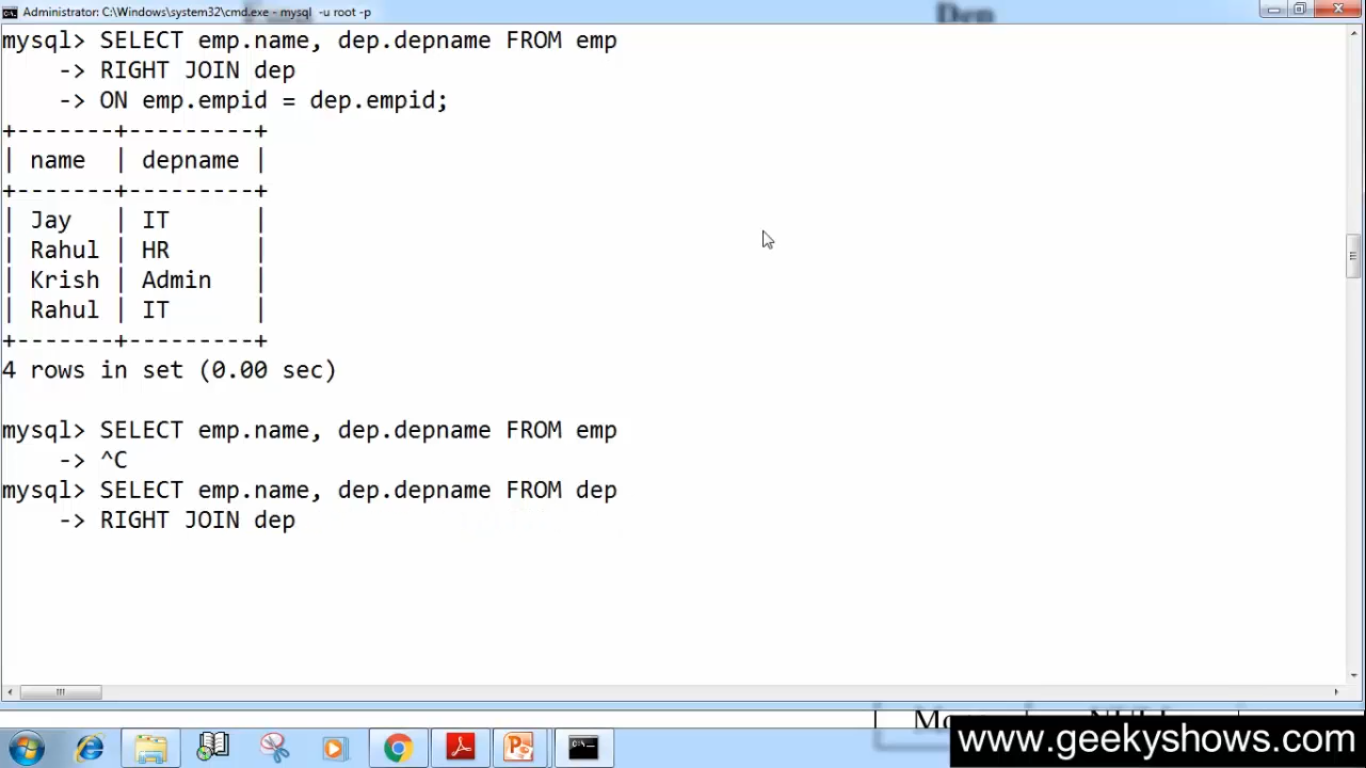 Administrator: C:\Windows\system32\cmd.exe - mysql -u root -p
Dep
mysql> SELECT emp.name, dep.depname FROM emp
    -> RIGHT JOIN dep
    -> ON emp.empid = dep.empid;
+-------+---------+
| name  | depname |
+-------+---------+
| Jay   | IT      |
| Rahul | HR      |
| Krish | Admin   |
| Rahul | IT      |
+-------+---------+
4 rows in set (0.00 sec)
mysql> SELECT emp.name, dep.depname FROM emp
    -> ^C
mysql> SELECT emp.name, dep.depname FROM dep
    -> RIGHT JOIN dep
www.geekyshows.com